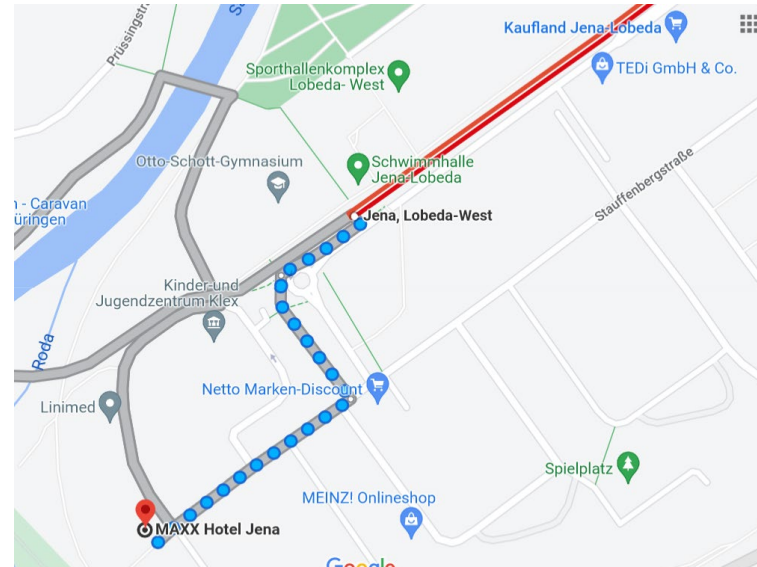 Prüssingstr
Kaufland Jena-Lobeda
TEDi GmbH & Co.
Sporthallenkomplex
Lobeda- West
Otto-Schott-Gymnasium
Schwimmhalle
Jena-Lobeda
Stauffenbergstraße
n - Caravan
üringen
Jena, Lobeda-West
Kinder-und
Jugendzentrum-Klex
Roda
Netto Marken-Discount
Linimed
Spielplatz
MEINZ! Onlineshop
MAXX Hotel Jena
Google